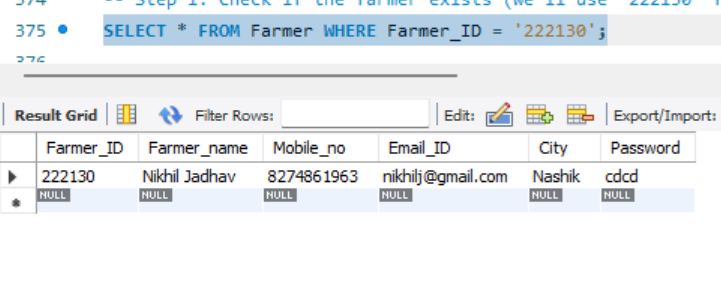 374 -- Step 1: Check if the farmer exists (we'll use '222130'
375 SELECT * FROM Farmer WHERE Farmer_ID = '222130';
376
Result Grid Filter Rows: Edit: Export/Import:
Farmer_ID Farmer_name Mobile_no Email_ID City Password
222130 Nikhil Jadhav 8274861963 nikhilj@gmail.com Nashik cdcd
NULL NULL NULL NULL NULL NULL